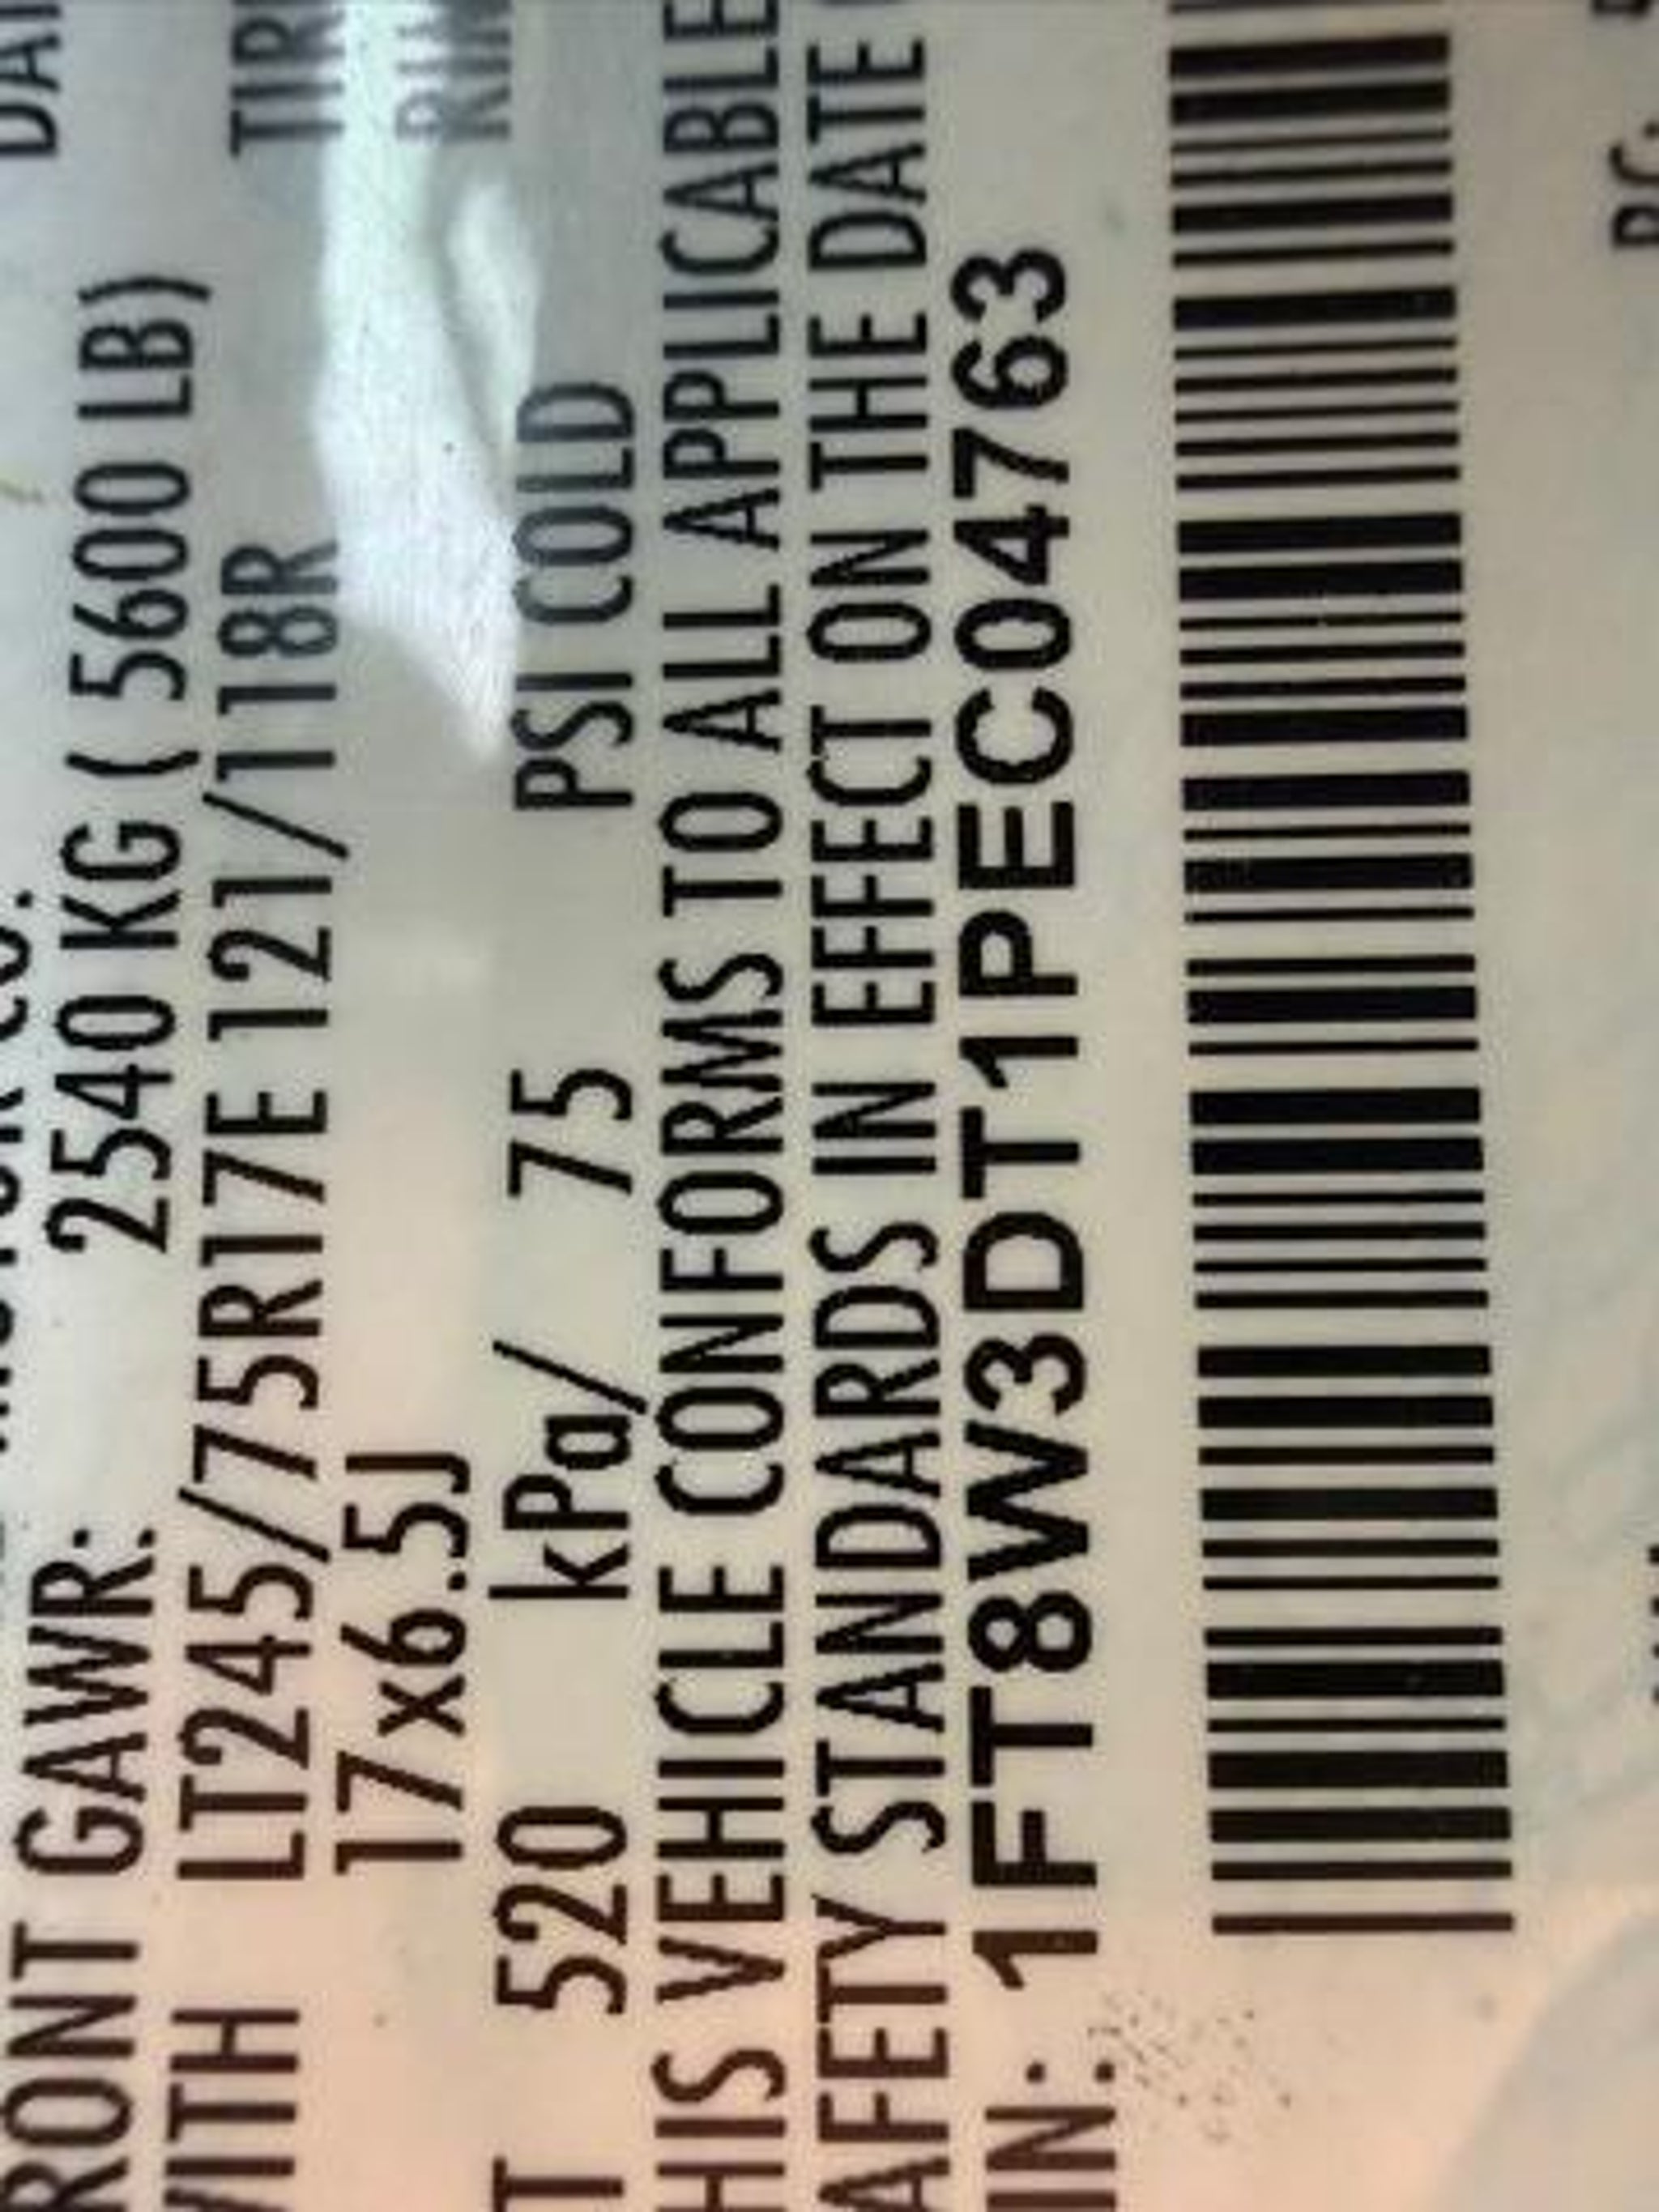 2540 KG ( 5600 LB)
FRONT GAWR:
WITH LT245/75R17E 121/118R
17x6.5J
520 kPa/ 75 PSI COLD
THIS VEHICLE CONFORMS TO ALL APPLICABLE
SAFETY STANDARDS IN EFFECT ON THE DATE
VIN: 1FT8W3DT1PEC04763